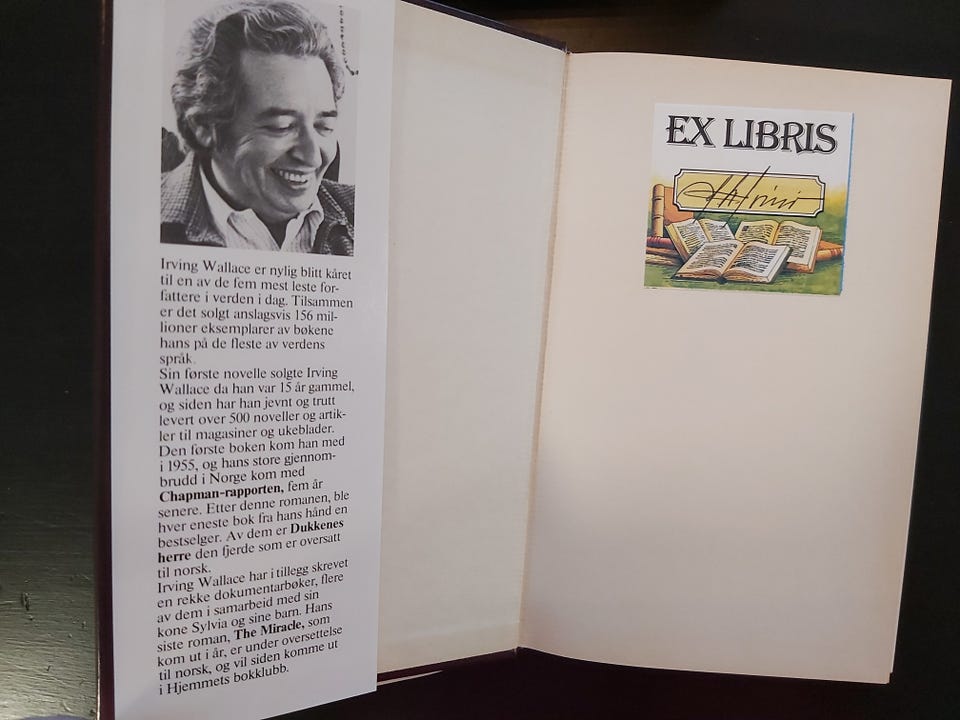 Irving Wallace er nylig blitt kåret
til en av de fem mest leste for-
fattere i verden i dag. Tilsammen
er det solgt anslagsvis 156 mil-
lioner eksemplarer av bøkene
hans på de fleste av verdens
språk.
Sin første novelle solgte Irving
Wallace da han var 15 år gammel,
og siden har han jevnt og trutt
levert over 500 noveller og artik-
ler til magasiner og ukeblader.
Den første boken kom han med
i 1955, og hans store gjennom-
brudd i Norge kom med
Chapman-rapporten, fem år
senere. Etter denne romanen, ble
hver eneste bok fra hans hånd en
bestselger. Av dem er Dukkenes
herre den fjerde som er oversatt
til norsk.
Irving Wallace har i tillegg skrevet
en rekke dokumentarbøker, flere
av dem i samarbeid med sin
kone Sylvia og sine barn. Hans
siste roman, The Miracle, som
kom ut i år, er under oversettelse
til norsk, og vil siden komme ut
i Hjemmets bokklubb.
EX LIBRIS